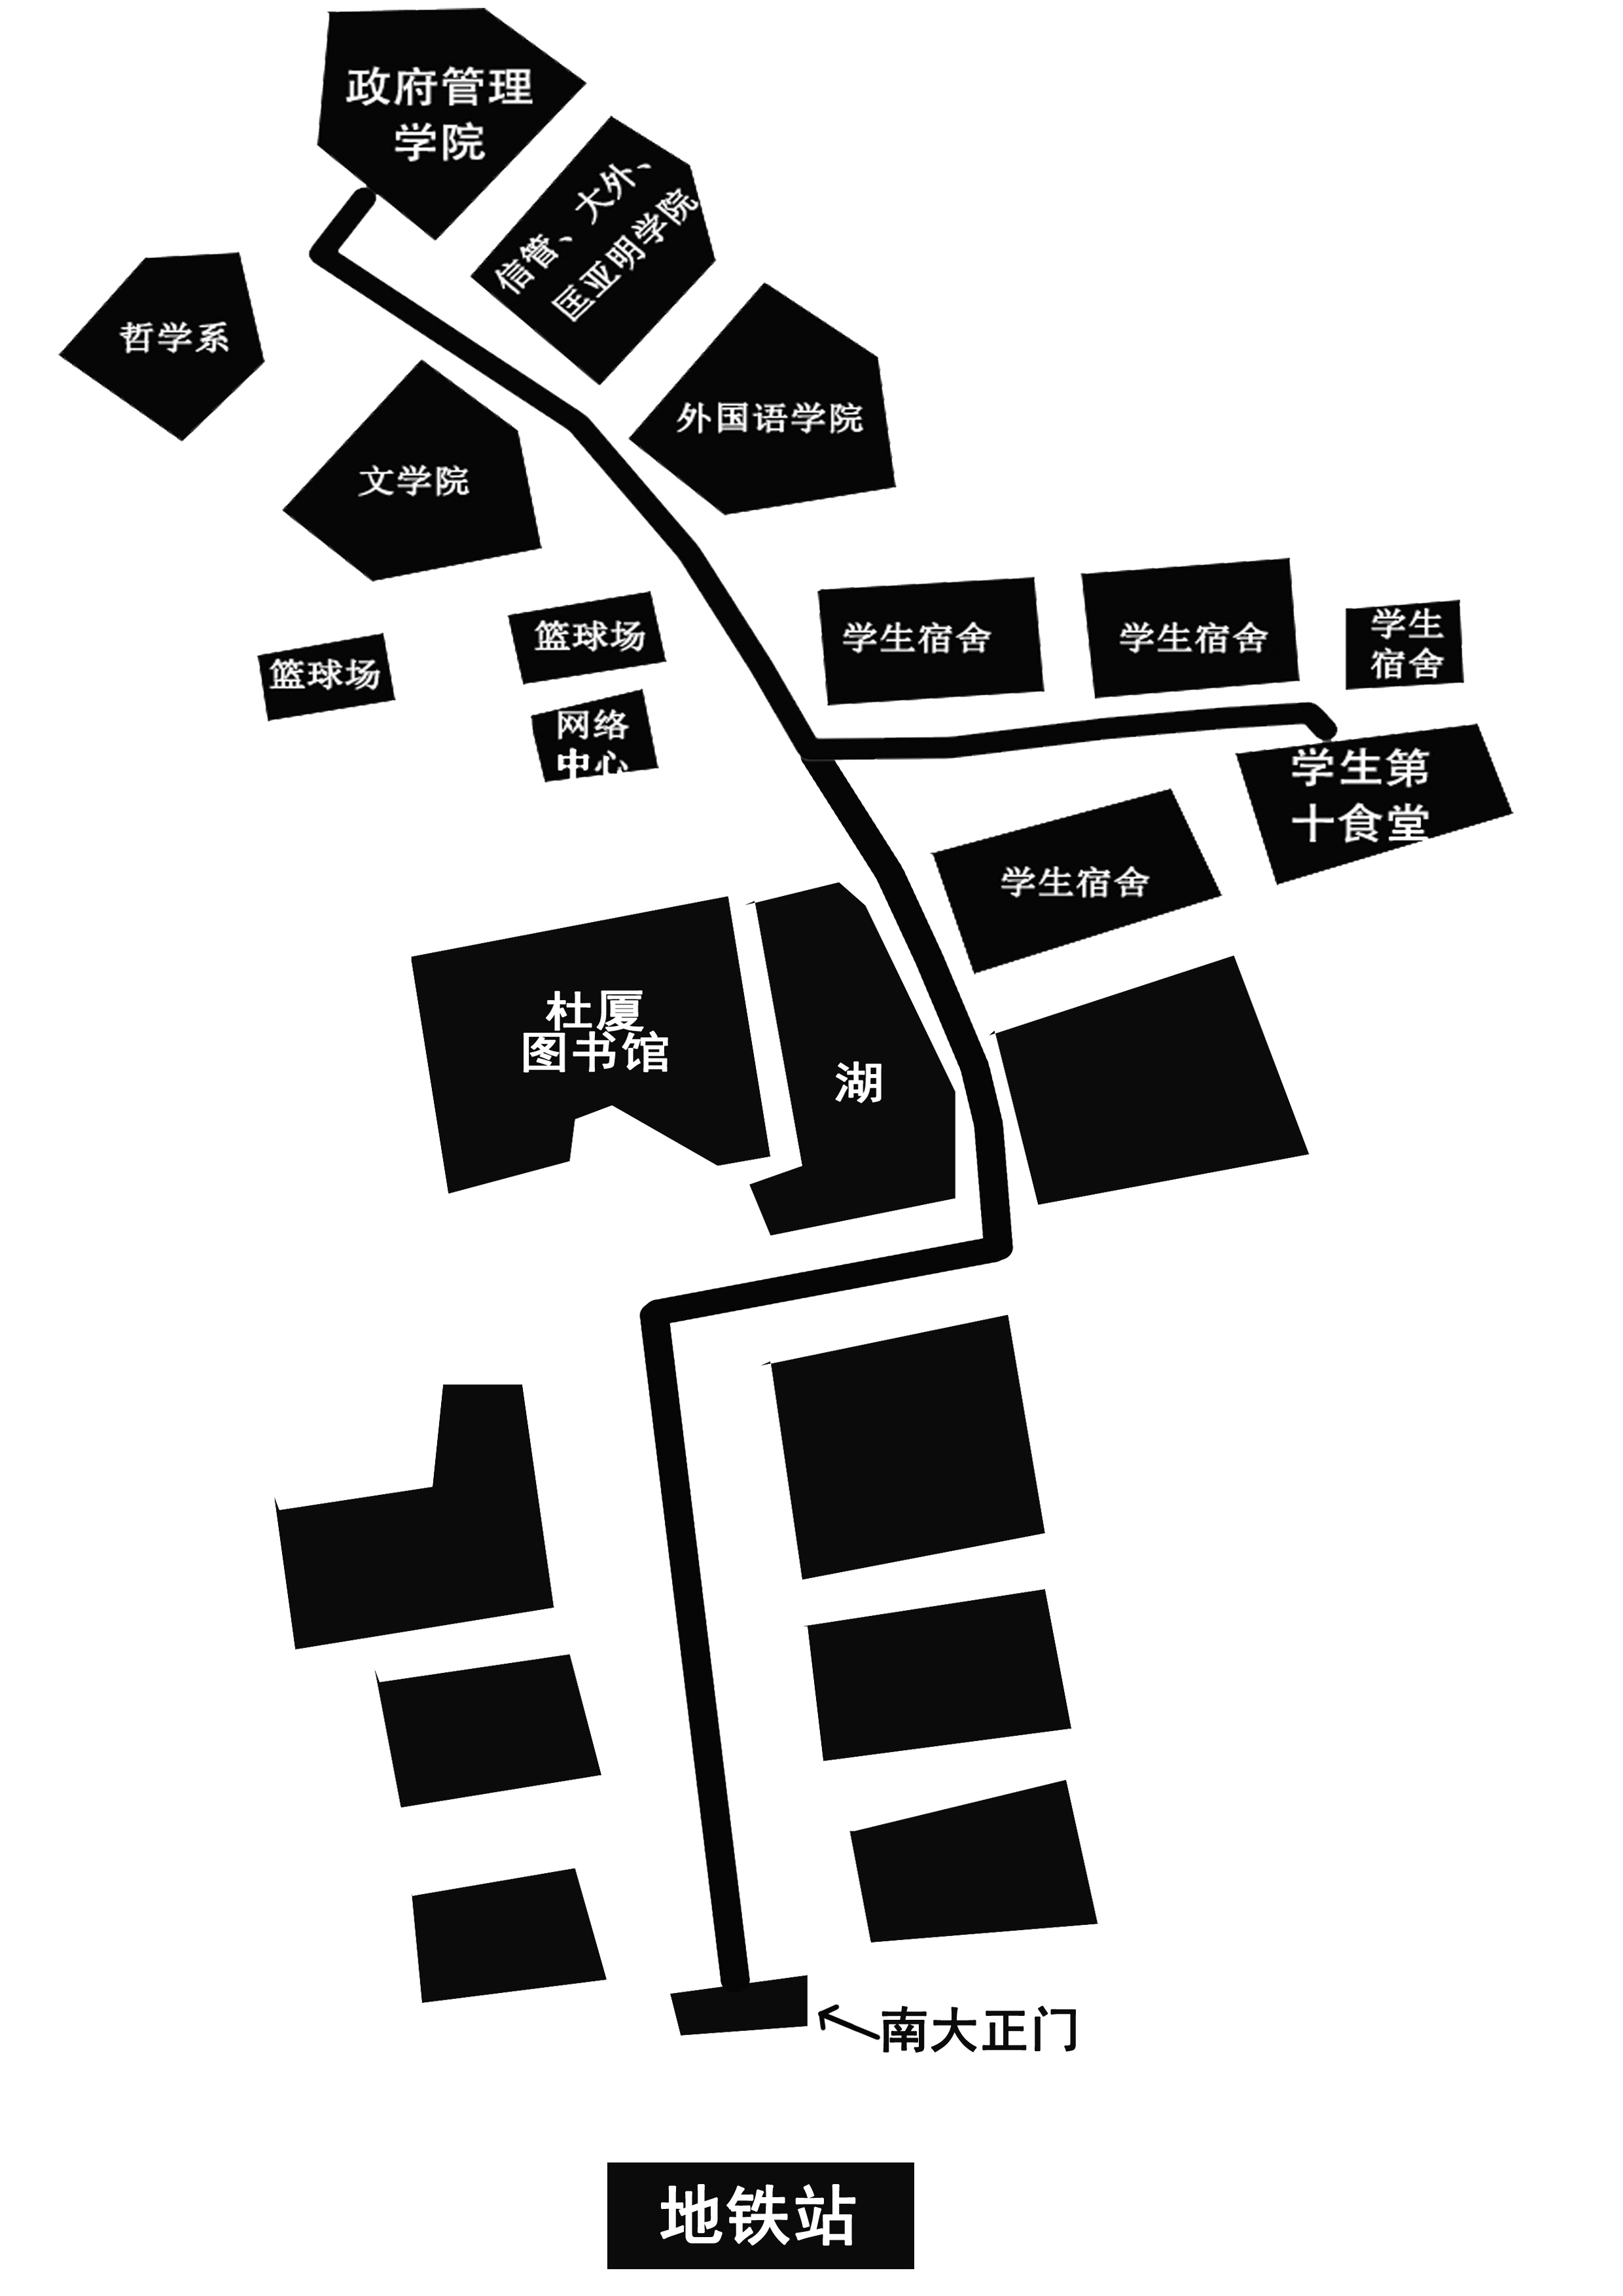 政府管理
学院
信管、大外、
匡亚明学院
哲学系
外国语学院
文学院
学生宿舍
学生宿舍
学生
宿舍
篮球场
篮球场
网络
中心
学生第
十食堂
学生宿舍
杜厦
图书馆
湖
南大正门
地铁站